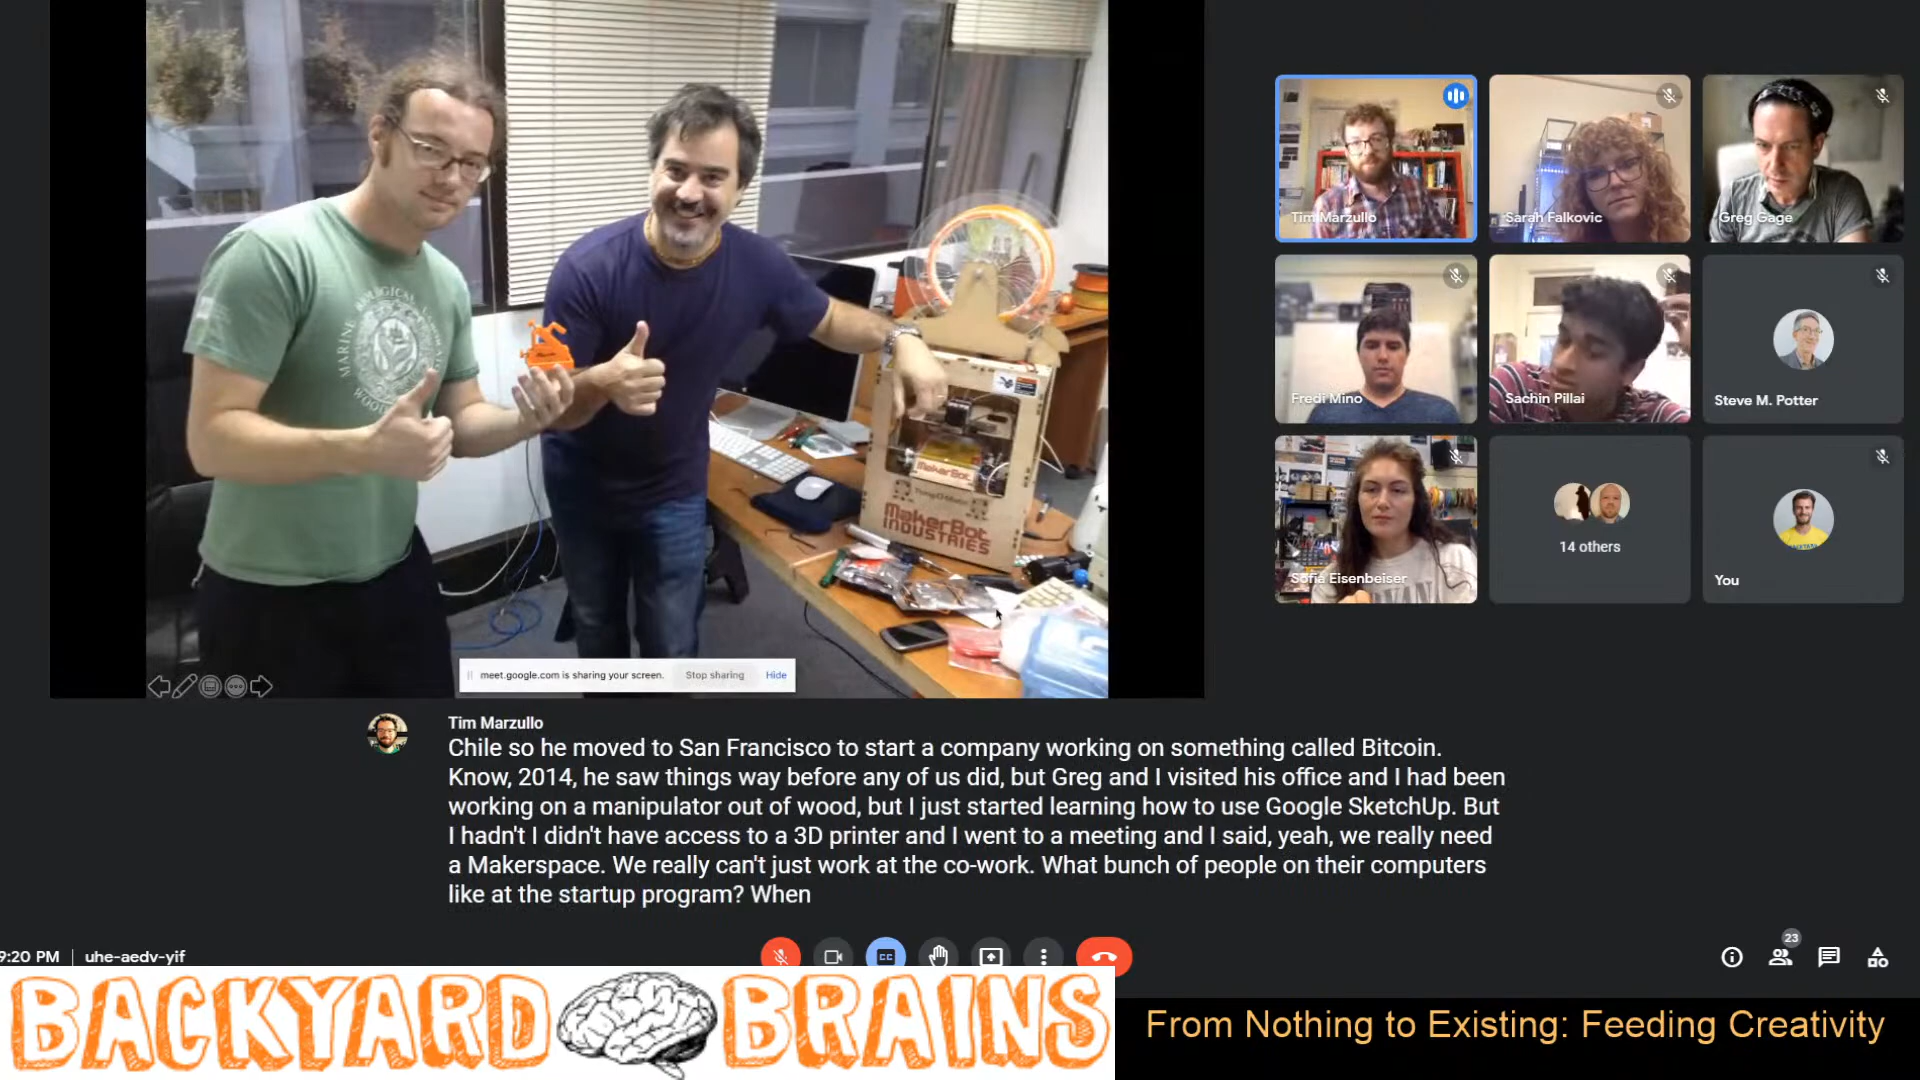 MARINE BIOLOGICAL
WOODS
MakerBot
Thing-O-Matic
MakerBot
INDUSTRIES
meet.google.com is sharing your screen.
Stop sharing
Hide
Tim Marzullo
Sarah Falkovic
Greg Gage
Fredi Mino
Sachin Pillai
Steve M. Potter
Sofia Eisenbeiser
14 others
You
Tim Marzullo
Chile so he moved to San Francisco to start a company working on something called Bitcoin.
Know, 2014, he saw things way before any of us did, but Greg and I visited his office and I had been
working on a manipulator out of wood, but I just started learning how to use Google SketchUp. But
I hadn't I didn't have access to a 3D printer and I went to a meeting and I said, yeah, we really need
a Makerspace. We really can't just work at the co-work. What bunch of people on their computers
like at the startup program? When
9:20 PM | uhe-aedv-yif
CC
23
BACKYARD BRAINS
From Nothing to Existing: Feeding Creativity